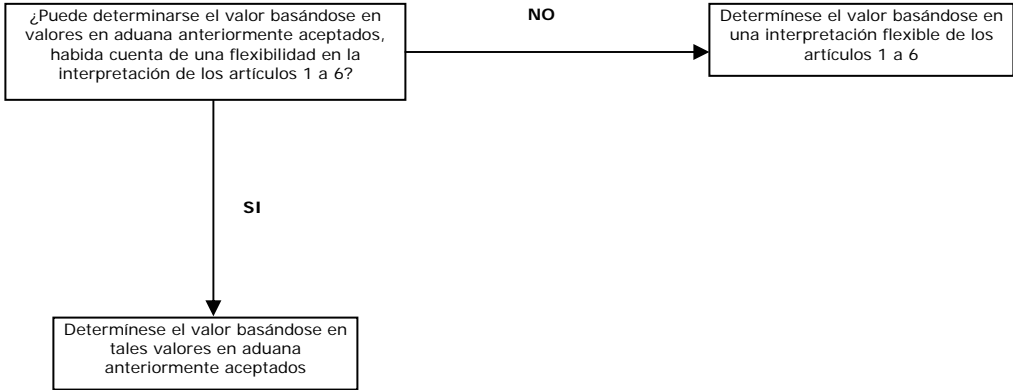 ¿Puede determinarse el valor basándose en
valores en aduana anteriormente aceptados,
habida cuenta de una flexibilidad en la
interpretación de los artículos 1 a 6?
NO
Determínese el valor basándose en
una interpretación flexible de los
artículos 1 a 6
SI
Determínese el valor basándose en
tales valores en aduana
anteriormente aceptados